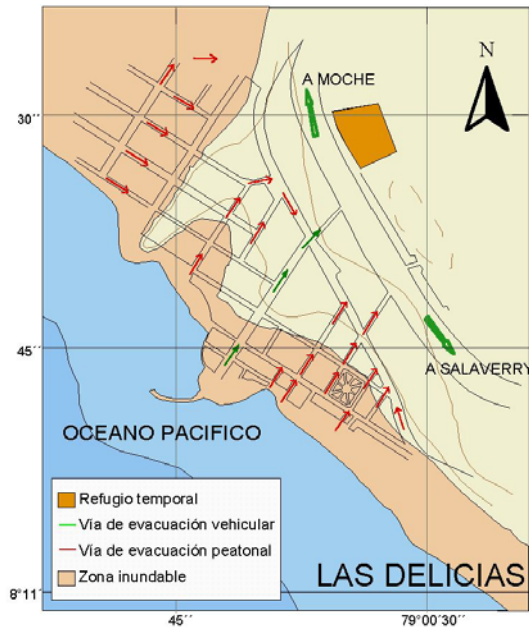 N
A MOCHE
30´´
45´´
A SALAVERRY
OCEANO PACIFICO
Refugio temporal
Vía de evacuación vehicular
Vía de evacuación peatonal
Zona inundable
LAS DELICIAS
8°11´
45´´
79°00´30´´